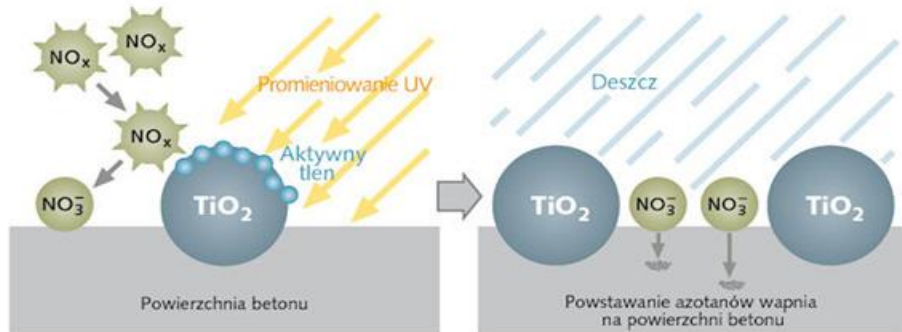 NOₓ
NOₓ
NOₓ
NO₃⁻
Promieniowanie UV
Aktywny
tlen
TiO₂
Powierzchnia betonu
Deszcz
TiO₂
NO₃⁻
NO₃⁻
TiO₂
Powstawanie azotanów wapnia
na powierzchni betonu